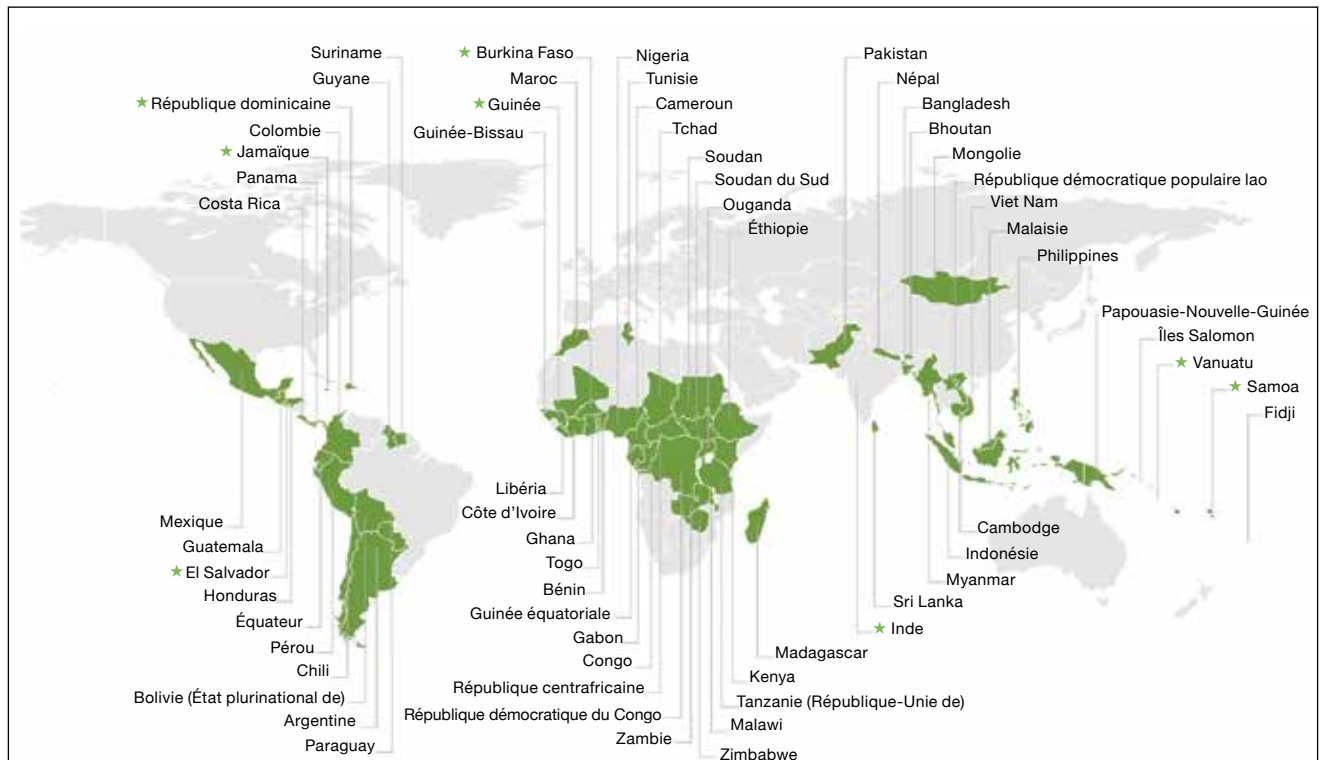 Suriname
Guyane
★ République dominicaine
Colombie
★ Jamaïque
Panama
Costa Rica
★ Burkina Faso
Maroc
★ Guinée
Guinée-Bissau
Nigeria
Tunisie
Cameroun
Tchad
Soudan
Soudan du Sud
Ouganda
Éthiopie
Pakistan
Népal
Bangladesh
Bhoutan
Mongolie
République démocratique populaire lao
Viet Nam
Malaisie
Philippines
Papouasie-Nouvelle-Guinée
Îles Salomon
★ Vanuatu
★ Samoa
Fidji
Mexique
Guatemala
★ El Salvador
Honduras
Équateur
Pérou
Chili
Bolivie (État plurinational de)
Argentine
Paraguay
Libéria
Côte d'Ivoire
Ghana
Togo
Bénin
Guinée équatoriale
Gabon
Congo
République centrafricaine
République démocratique du Congo
Zambie
Zimbabwe
Malawi
Tanzanie (République-Unie de)
Kenya
Madagascar
★ Inde
Sri Lanka
Myanmar
Indonésie
Cambodge